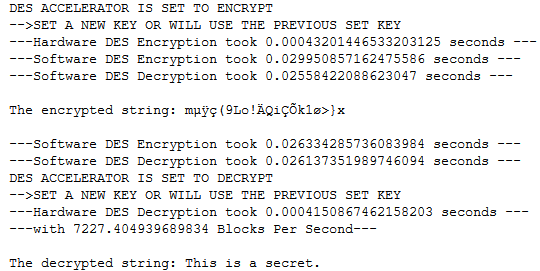 DES ACCELERATOR IS SET TO ENCRYPT
-->SET A NEW KEY OR WILL USE THE PREVIOUS SET KEY
---Hardware DES Encryption took 0.00043201446533203125 seconds ---
---Software DES Encryption took 0.029950857162475586 seconds ---
---Software DES Decryption took 0.02558422088623047 seconds ---
The encrypted string: mµÿç(9Lo!ÄQiÇÕk1ø>}x
---Software DES Encryption took 0.026334285736083984 seconds ---
---Software DES Decryption took 0.026137351989746094 seconds ---
DES ACCELERATOR IS SET TO DECRYPT
-->SET A NEW KEY OR WILL USE THE PREVIOUS SET KEY
---Hardware DES Decryption took 0.0004150867462158203 seconds ---
---with 7227.404939689834 Blocks Per Second---
The decrypted string: This is a secret.